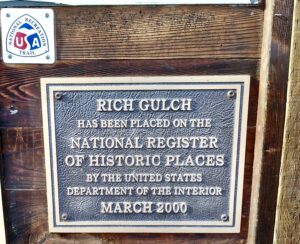 NATIONAL RECREATION
USA
TRAIL
RICH GULCH
HAS BEEN PLACED ON THE
NATIONAL REGISTER
OF HISTORIC PLACES
BY THE UNITED STATES
DEPARTMENT OF THE INTERIOR
MARCH 2000